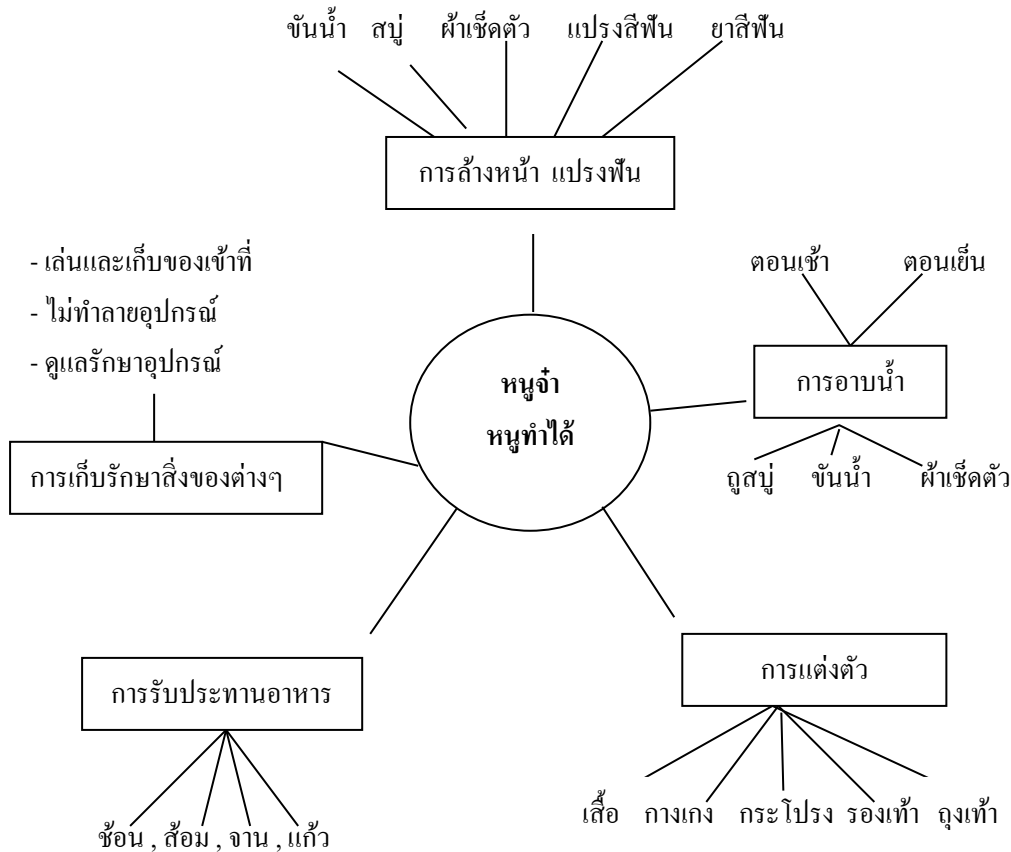 ขันน้ำ สบู่ ผ้าเช็ดตัว แปรงสีฟัน ยาสีฟัน
การล้างหน้า แปรงฟัน
- เล่นและเก็บของเข้าที่
- ไม่ทำลายอุปกรณ์
- ดูแลรักษาอุปกรณ์
การเก็บรักษาสิ่งของต่างๆ
หนูจ๋า
หนูทำได้
ตอนเช้า ตอนเย็น
การอาบน้ำ
ถูสบู่ ขันน้ำ ผ้าเช็ดตัว
การรับประทานอาหาร
ช้อน , ส้อม , จาน , แก้ว
การแต่งตัว
เสื้อ กางเกง กระโปรง รองเท้า ถุงเท้า